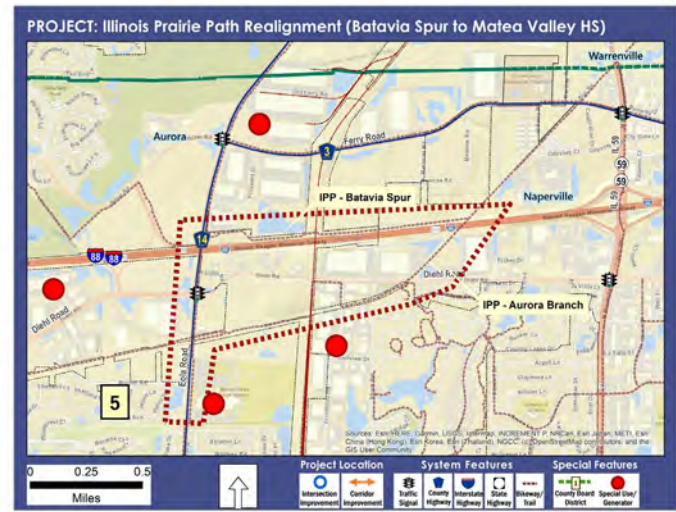 PROJECT: Illinois Prairie Path Realignment (Batavia Spur to Matea Valley HS)
Warrenville
Aurora
Ferry Road
3
IL 59
59
59
IPP - Batavia Spur
Naperville
14
88
88
Diehl Road
IPP - Aurora Branch
Diehl Road
Eola Road
5
Sources: Esri, HERE, Garmin, USGS, Intermap, INCREMENT P, NRCan, Esri Japan, METI, Esri
China (Hong Kong), Esri Korea, Esri (Thailand), NGCC, (c) OpenStreetMap contributors, and the
GIS User Community
0 0.25 0.5
Miles
Project Location
Intersection
Improvement
Corridor
Improvement
System Features
Traffic
Signal
County
Highway
Interstate
Highway
State
Highway
Bikeway/
Trail
Special Features
County Board
District
Special Use/
Generator